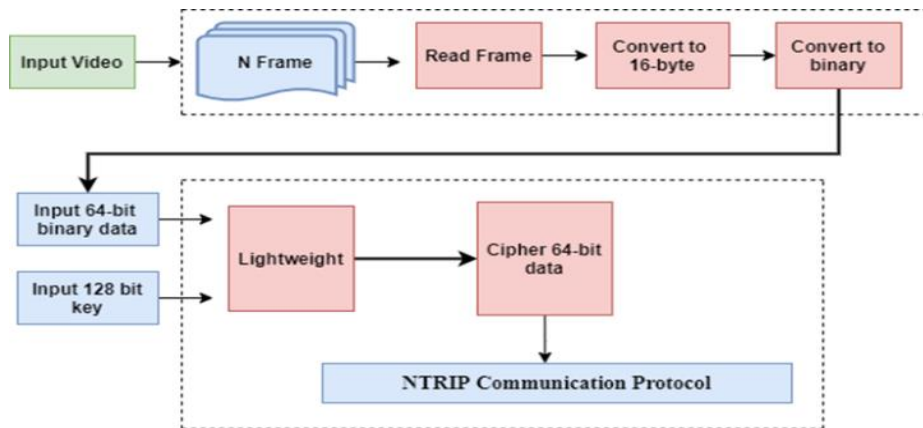 Input Video
N Frame
Read Frame
Convert to
16-byte
Convert to
binary
Input 64-bit
binary data
Input 128 bit
key
Lightweight
Cipher 64-bit
data
NTRIP Communication Protocol